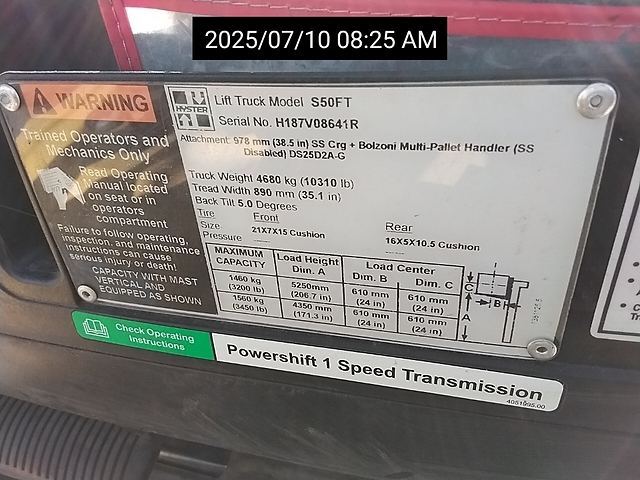 2025/07/10 08:25 AM
WARNING
Trained Operators and
Mechanics Only
Read Operating
Manual located
on seat or in
operators
compartment
Failure to follow operating,
inspection, and maintenance
instructions can cause
serious injury or death!
CAPACITY WITH MAST
VERTICAL AND
EQUIPPED AS SHOWN
HYSTER
Lift Truck Model S50FT
Serial No. H187V08641R
Attachment: 978 mm (38.5 in) SS Crg + Bolzoni Multi-Pallet Handler (SS
Disabled) DS25D2A-G
Truck Weight 4680 kg (10310 lb)
Tread Width 890 mm (35.1 in)
Back Tilt 5.0 Degrees
Tire Front Rear
Size 21X7X15 Cushion 16X5X10.5 Cushion
Pressure ----- -----
MAXIMUM CAPACITY Load Height Dim. A Load Center Dim. B Dim. C
1460 kg (3200 lb) 5250mm (206.7 in) 610 mm (24 in) 610 mm (24 in)
1560 kg (3450 lb) 4350 mm (171.3 in) 610 mm (24 in) 610 mm (24 in)
C
B
A
Check Operating
Instructions
Powershift 1 Speed Transmission
4051995.00